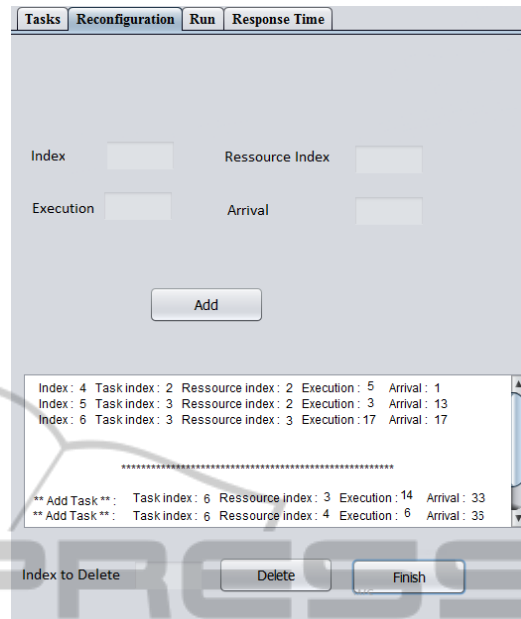 Tasks Reconfiguration Run Response Time
Index Ressource Index
Execution Arrival
Add
Index : 4 Task index : 2 Ressource index : 2 Execution : 5 Arrival : 1
Index : 5 Task index : 3 Ressource index : 2 Execution : 3 Arrival : 13
Index : 6 Task index : 3 Ressource index : 3 Execution : 17 Arrival : 17
*******************************************************
** Add Task ** : Task index : 6 Ressource index : 3 Execution : 14 Arrival : 33
** Add Task ** : Task index : 6 Ressource index : 4 Execution : 6 Arrival : 35
Index to Delete Delete Finish
PRESS